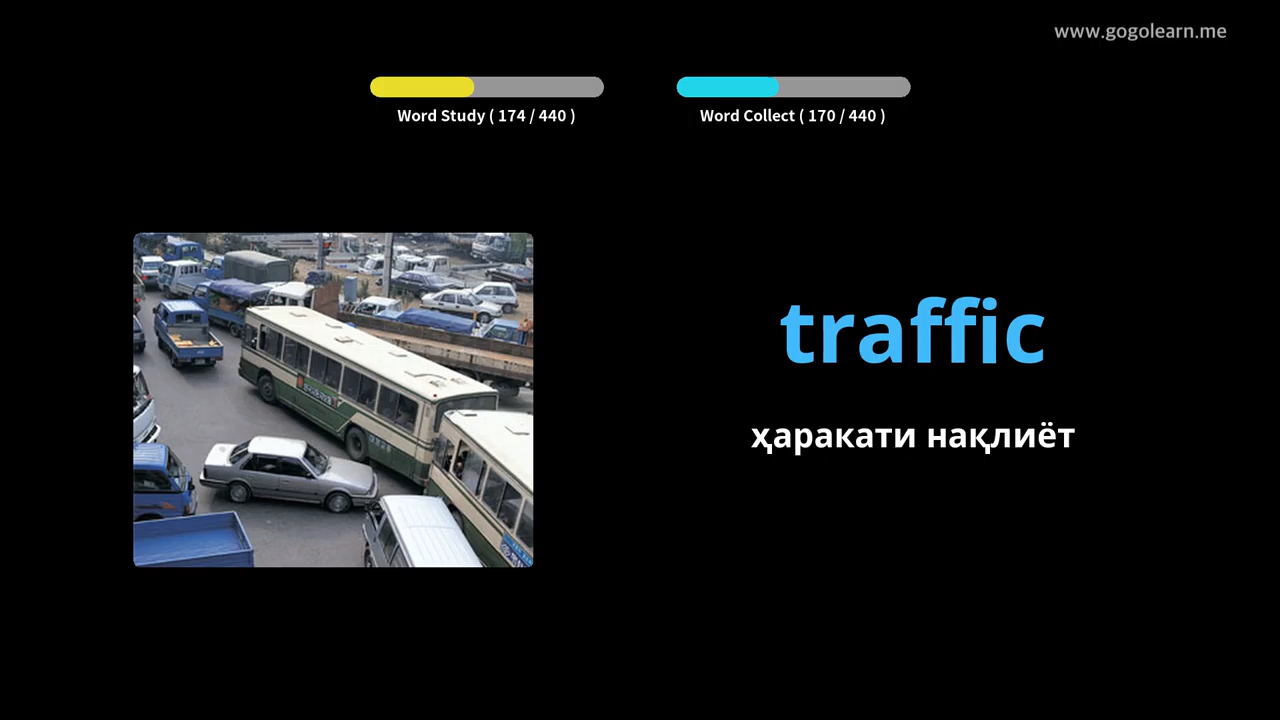 www.gogolearn.me
Word Study ( 174 / 440 )
Word Collect ( 170 / 440 )
traffic
ҳаракати нақлиёт